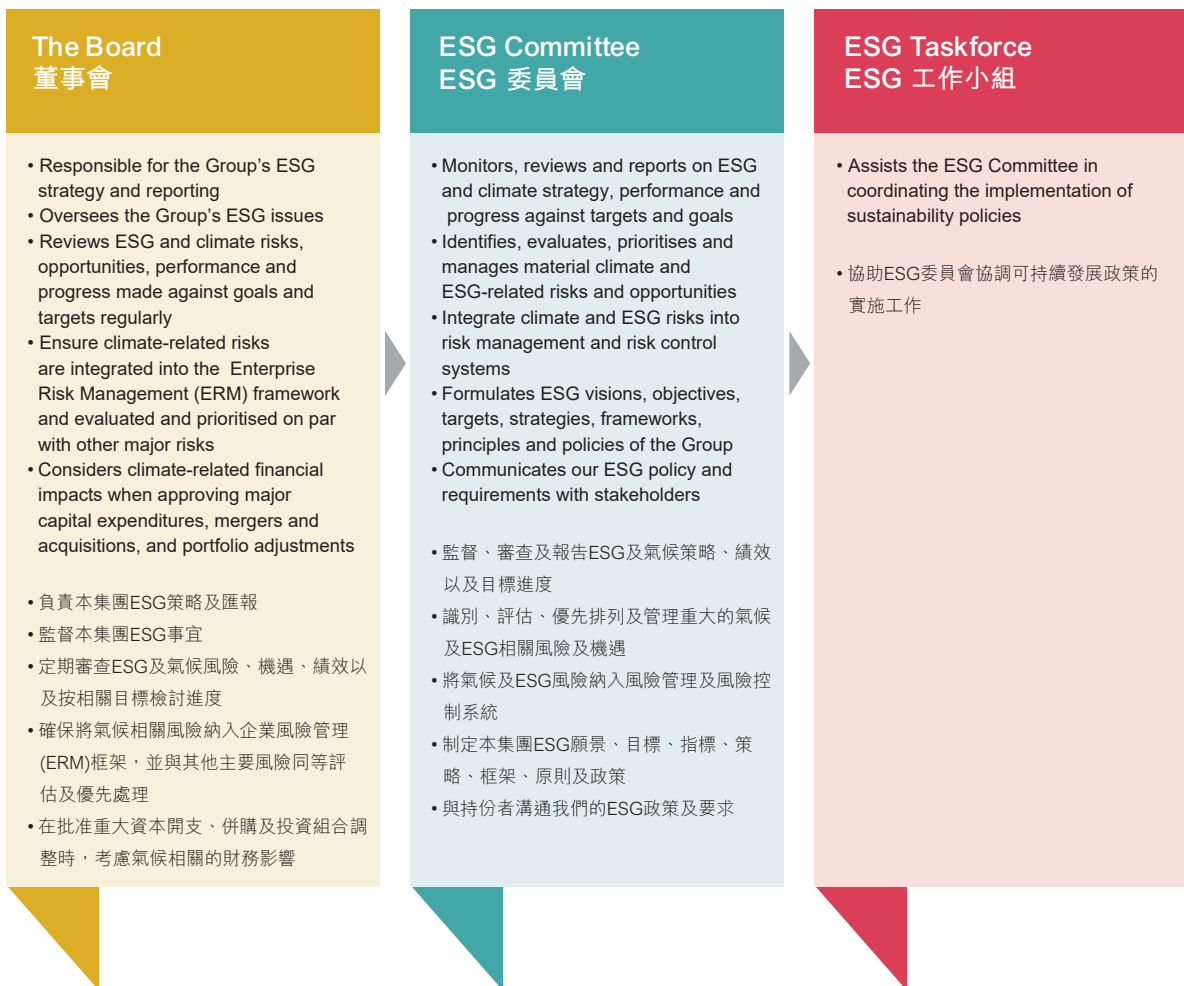 The Board
董事會
• Responsible for the Group's ESG
strategy and reporting
• Oversees the Group's ESG issues
• Reviews ESG and climate risks,
opportunities, performance and
progress made against goals and
targets regularly
• Ensure climate-related risks
are integrated into the Enterprise
Risk Management (ERM) framework
and evaluated and prioritised on par
with other major risks
• Considers climate-related financial
impacts when approving major
capital expenditures, mergers and
acquisitions, and portfolio adjustments
• 負責本集團ESG策略及匯報
• 監督本集團ESG事宜
• 定期審查ESG及氣候風險、機遇、績效以
及按相關目標檢討進度
• 確保將氣候相關風險納入企業風險管理
(ERM)框架，並與其他主要風險同等評
估及優先處理
• 在批准重大資本開支、併購及投資組合調
整時，考慮氣候相關的財務影響
ESG Committee
ESG 委員會
• Monitors, reviews and reports on ESG
and climate strategy, performance and
progress against targets and goals
• Identifies, evaluates, prioritises and
manages material climate and
ESG-related risks and opportunities
• Integrate climate and ESG risks into
risk management and risk control
systems
• Formulates ESG visions, objectives,
targets, strategies, frameworks,
principles and policies of the Group
• Communicates our ESG policy and
requirements with stakeholders
• 監督、審查及報告ESG及氣候策略、績效
以及目標進度
• 識別、評估、優先排列及管理重大的氣候
及ESG相關風險及機遇
• 將氣候及ESG風險納入風險管理及風險控
制系統
• 制定本集團ESG願景、目標、指標、策
略、框架、原則及政策
• 與持份者溝通我們的ESG政策及要求
ESG Taskforce
ESG 工作小組
• Assists the ESG Committee in
coordinating the implementation of
sustainability policies
• 協助ESG委員會協調可持續發展政策的
實施工作